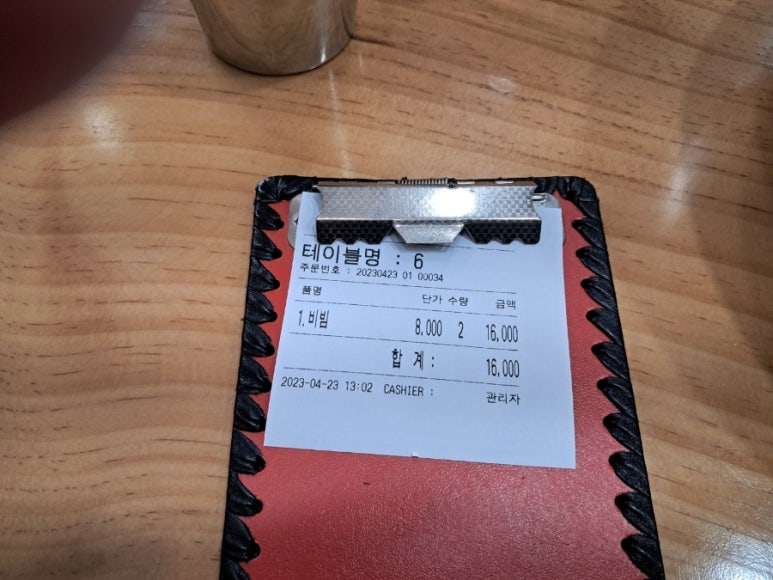 테이블명 : 6
주문번호 : 20230423 01 00034
품명 단가 수량 금액
1.비빔 8,000 2 16,000
합 계 : 16,000
2023-04-23 13:02 CASHIER : 관리자